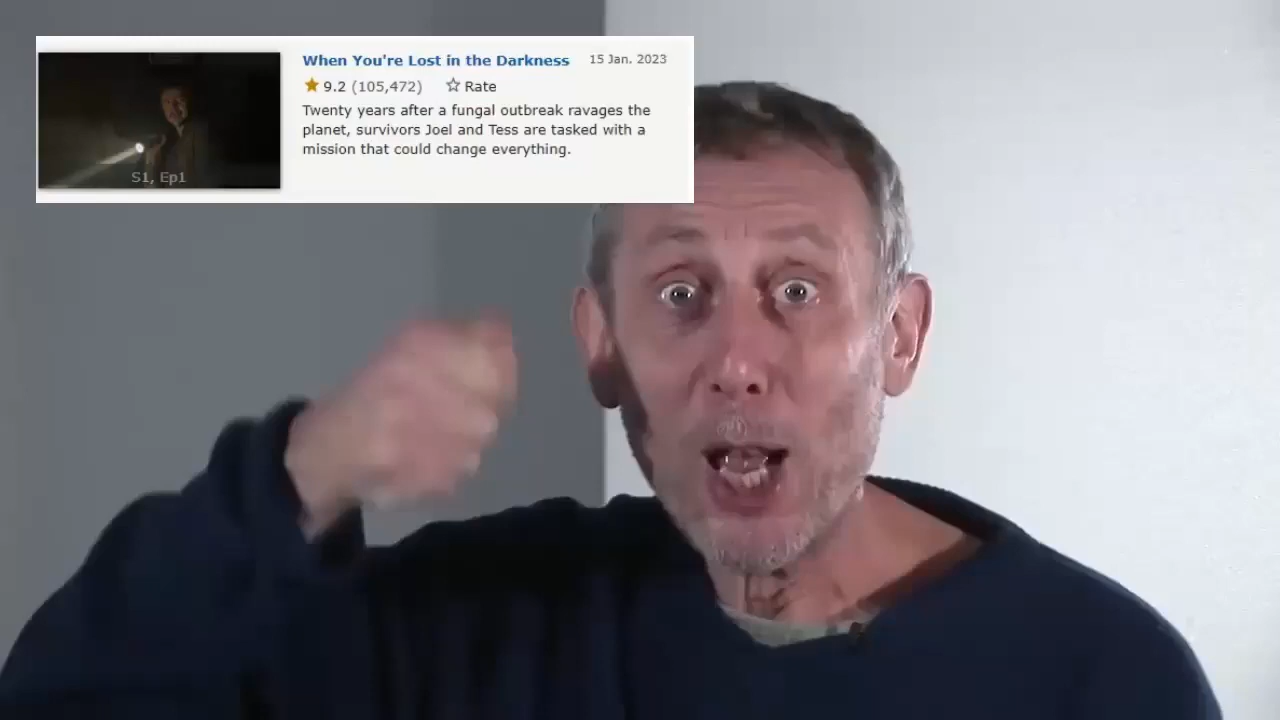 When You're Lost in the Darkness 15 Jan. 2023
9.2 (105,472) Rate
Twenty years after a fungal outbreak ravages the
planet, survivors Joel and Tess are tasked with a
mission that could change everything.
S1, Ep1